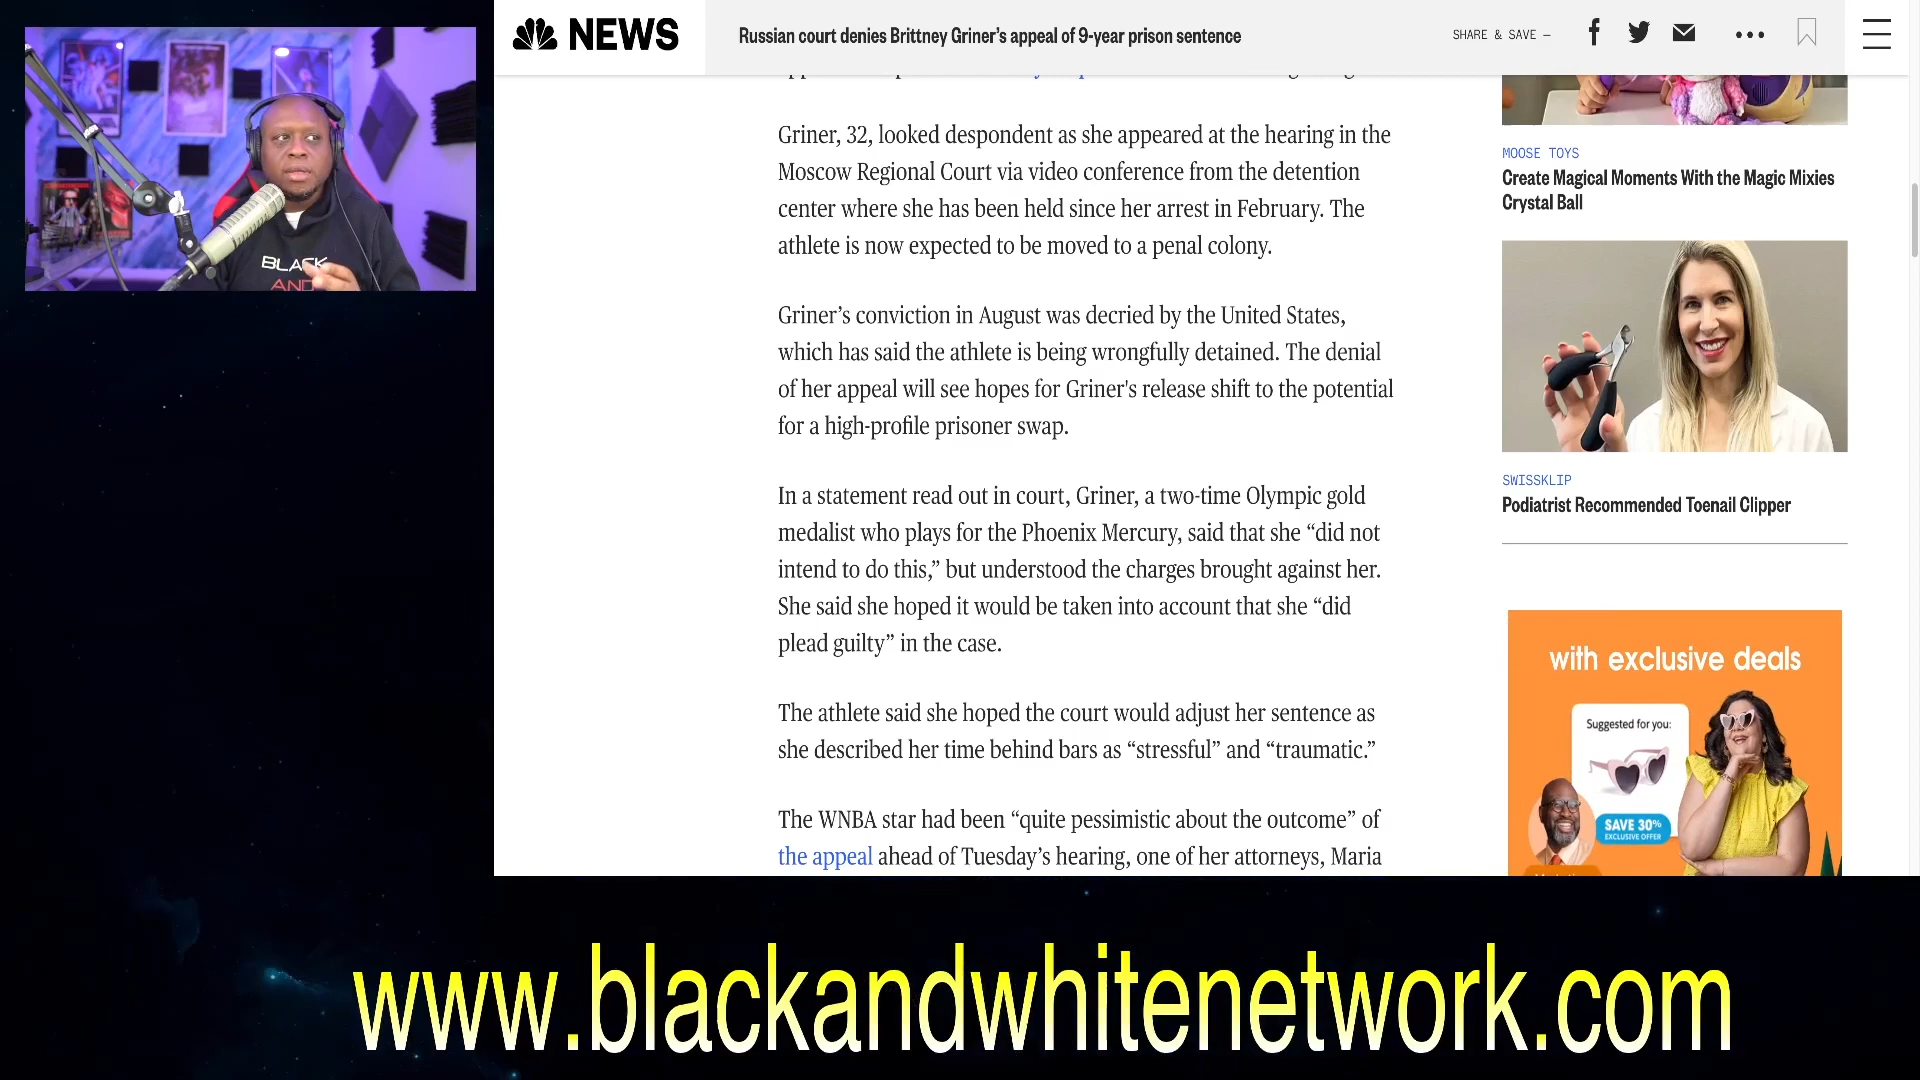 NEWS
Russian court denies Brittney Griner’s appeal of 9-year prison sentence
SHARE & SAVE —
Griner, 32, looked despondent as she appeared at the hearing in the
Moscow Regional Court via video conference from the detention
center where she has been held since her arrest in February. The
athlete is now expected to be moved to a penal colony.
Griner’s conviction in August was decried by the United States,
which has said the athlete is being wrongfully detained. The denial
of her appeal will see hopes for Griner's release shift to the potential
for a high-profile prisoner swap.
In a statement read out in court, Griner, a two-time Olympic gold
medalist who plays for the Phoenix Mercury, said that she “did not
intend to do this,” but understood the charges brought against her.
She said she hoped it would be taken into account that she “did
plead guilty” in the case.
The athlete said she hoped the court would adjust her sentence as
she described her time behind bars as “stressful” and “traumatic.”
The WNBA star had been “quite pessimistic about the outcome” of
the appeal ahead of Tuesday’s hearing, one of her attorneys, Maria
MOOSE TOYS
Create Magical Moments With the Magic Mixies
Crystal Ball
SWISSKLIP
Podiatrist Recommended Toenail Clipper
with exclusive deals
Suggested for you:
SAVE 30%
EXCLUSIVE OFFER
BLACK
AND
www.blackandwhitenetwork.com